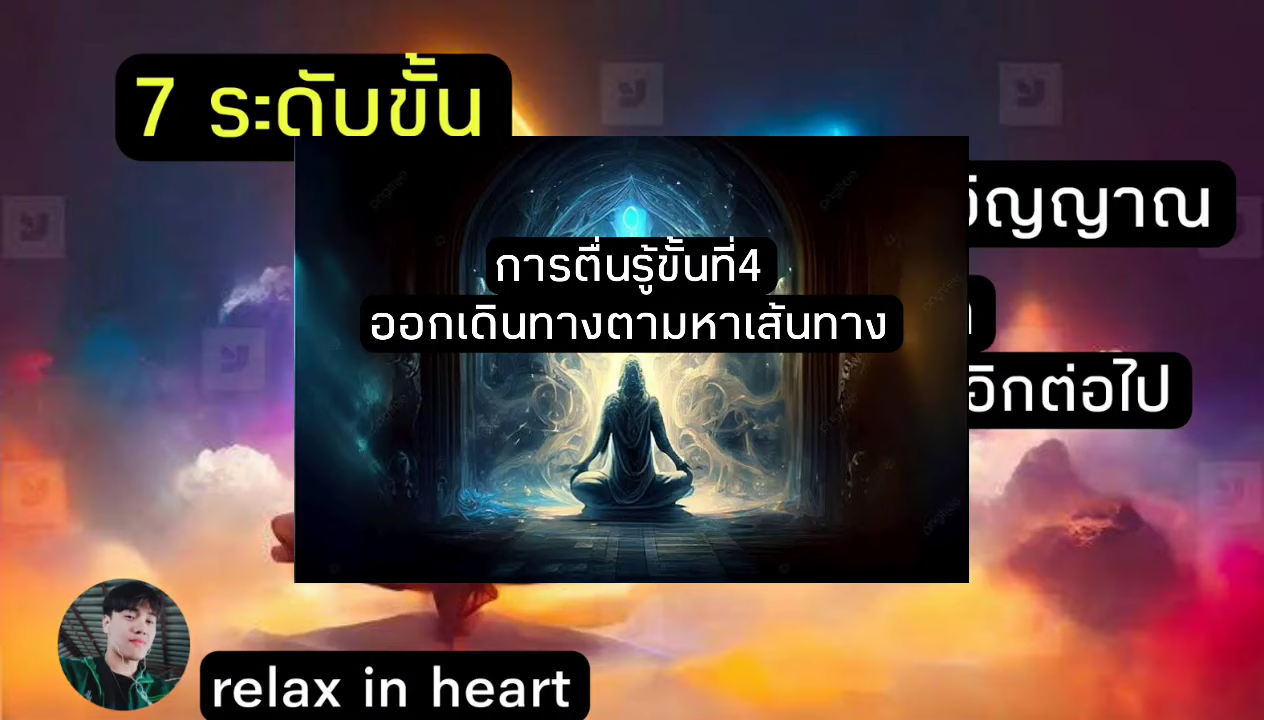 7 ระดับขั้น
วิญญาณ
การตื่นรู้ขั้นที่4
ออกเดินทางตามหาเส้นทาง
อีกต่อไป
relax in heart
pngtree